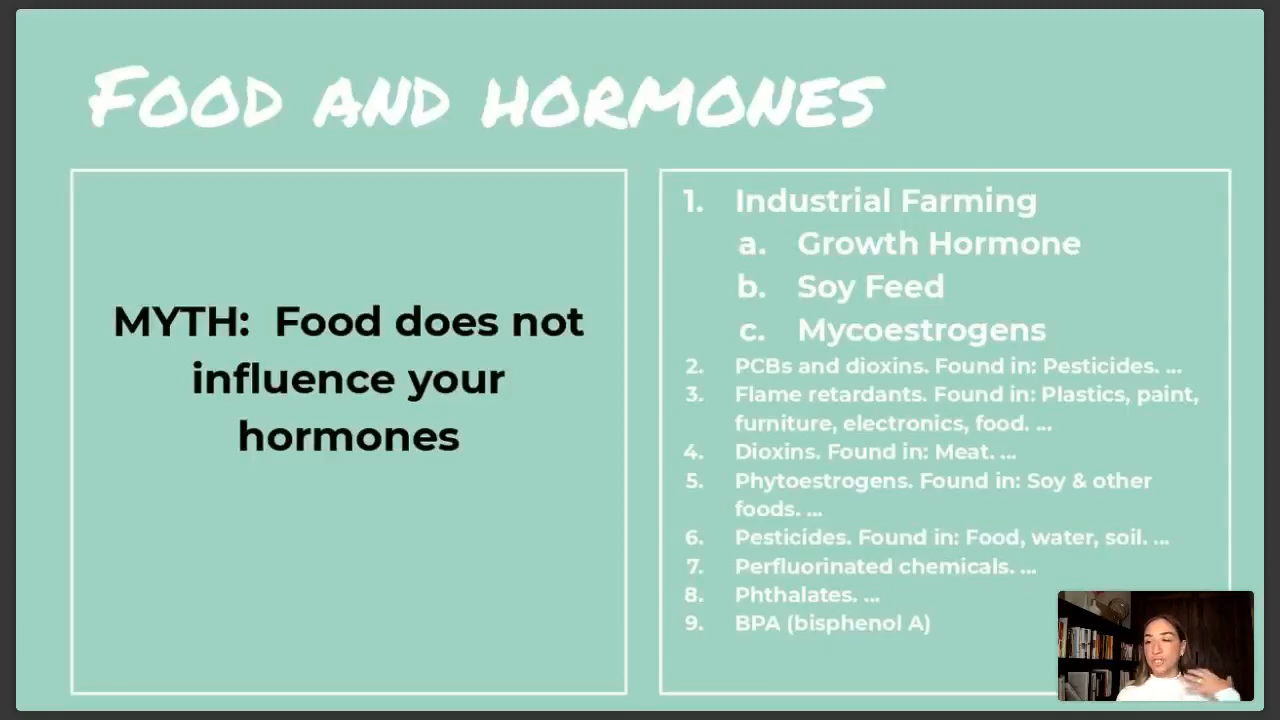 FOOD AND HORMONES
MYTH: Food does not
influence your
hormones
1. Industrial Farming
a. Growth Hormone
b. Soy Feed
c. Mycoestrogens
2. PCBs and dioxins. Found in: Pesticides. ...
3. Flame retardants. Found in: Plastics, paint,
furniture, electronics, food. ...
4. Dioxins. Found in: Meat. ...
5. Phytoestrogens. Found in: Soy & other
foods. ...
6. Pesticides. Found in: Food, water, soil. ...
7. Perfluorinated chemicals. ...
8. Phthalates. ...
9. BPA (bisphenol A)